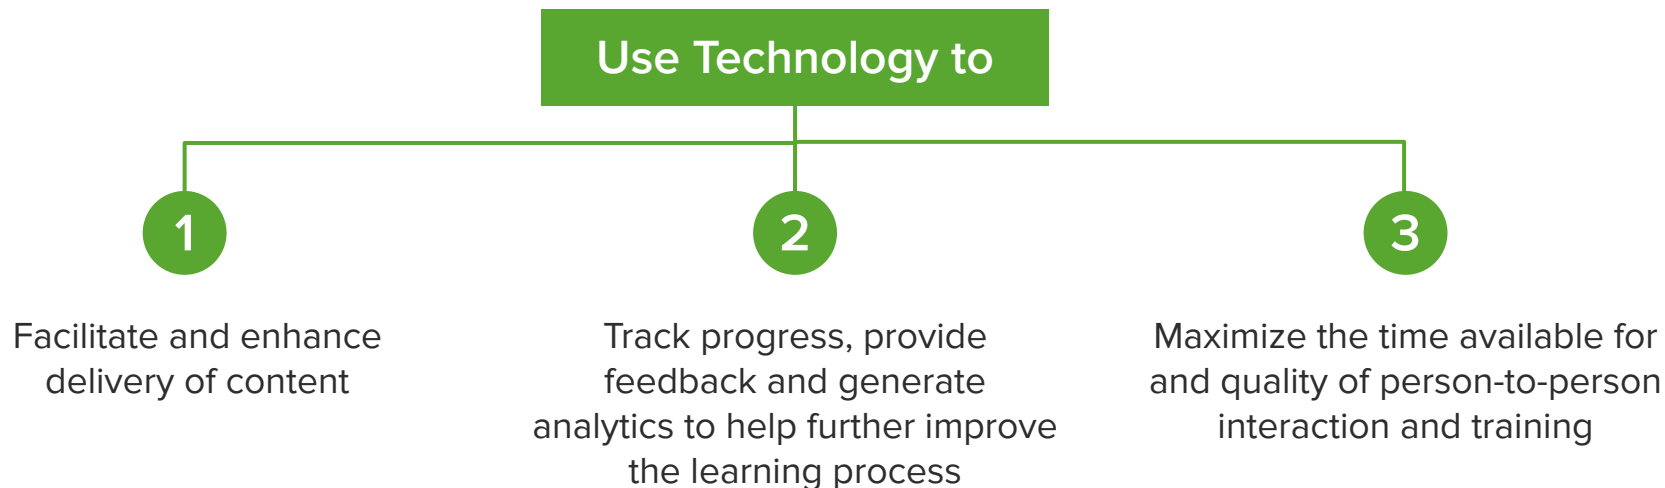 Use Technology to
1
Facilitate and enhance
delivery of content
2
Track progress, provide
feedback and generate
analytics to help further improve
the learning process
3
Maximize the time available for
and quality of person-to-person
interaction and training